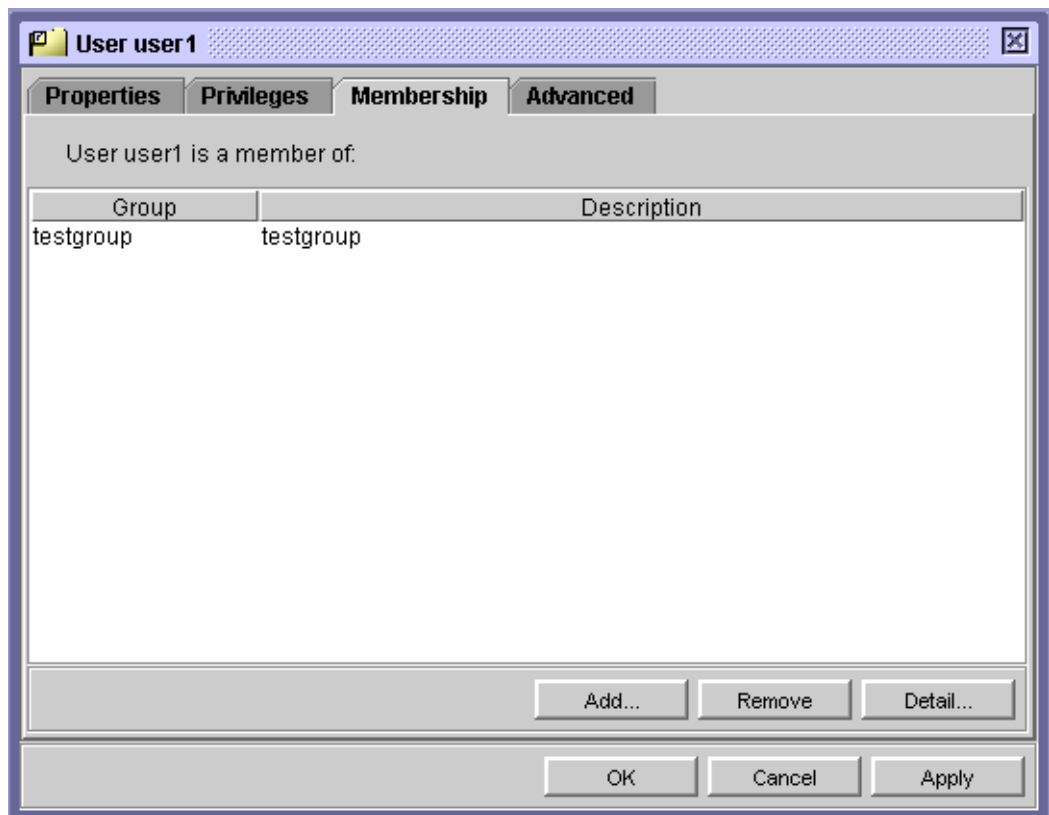 User user1
Properties Privileges Membership Advanced
User user1 is a member of:
Group Description
testgroup testgroup
Add... Remove Detail...
OK Cancel Apply